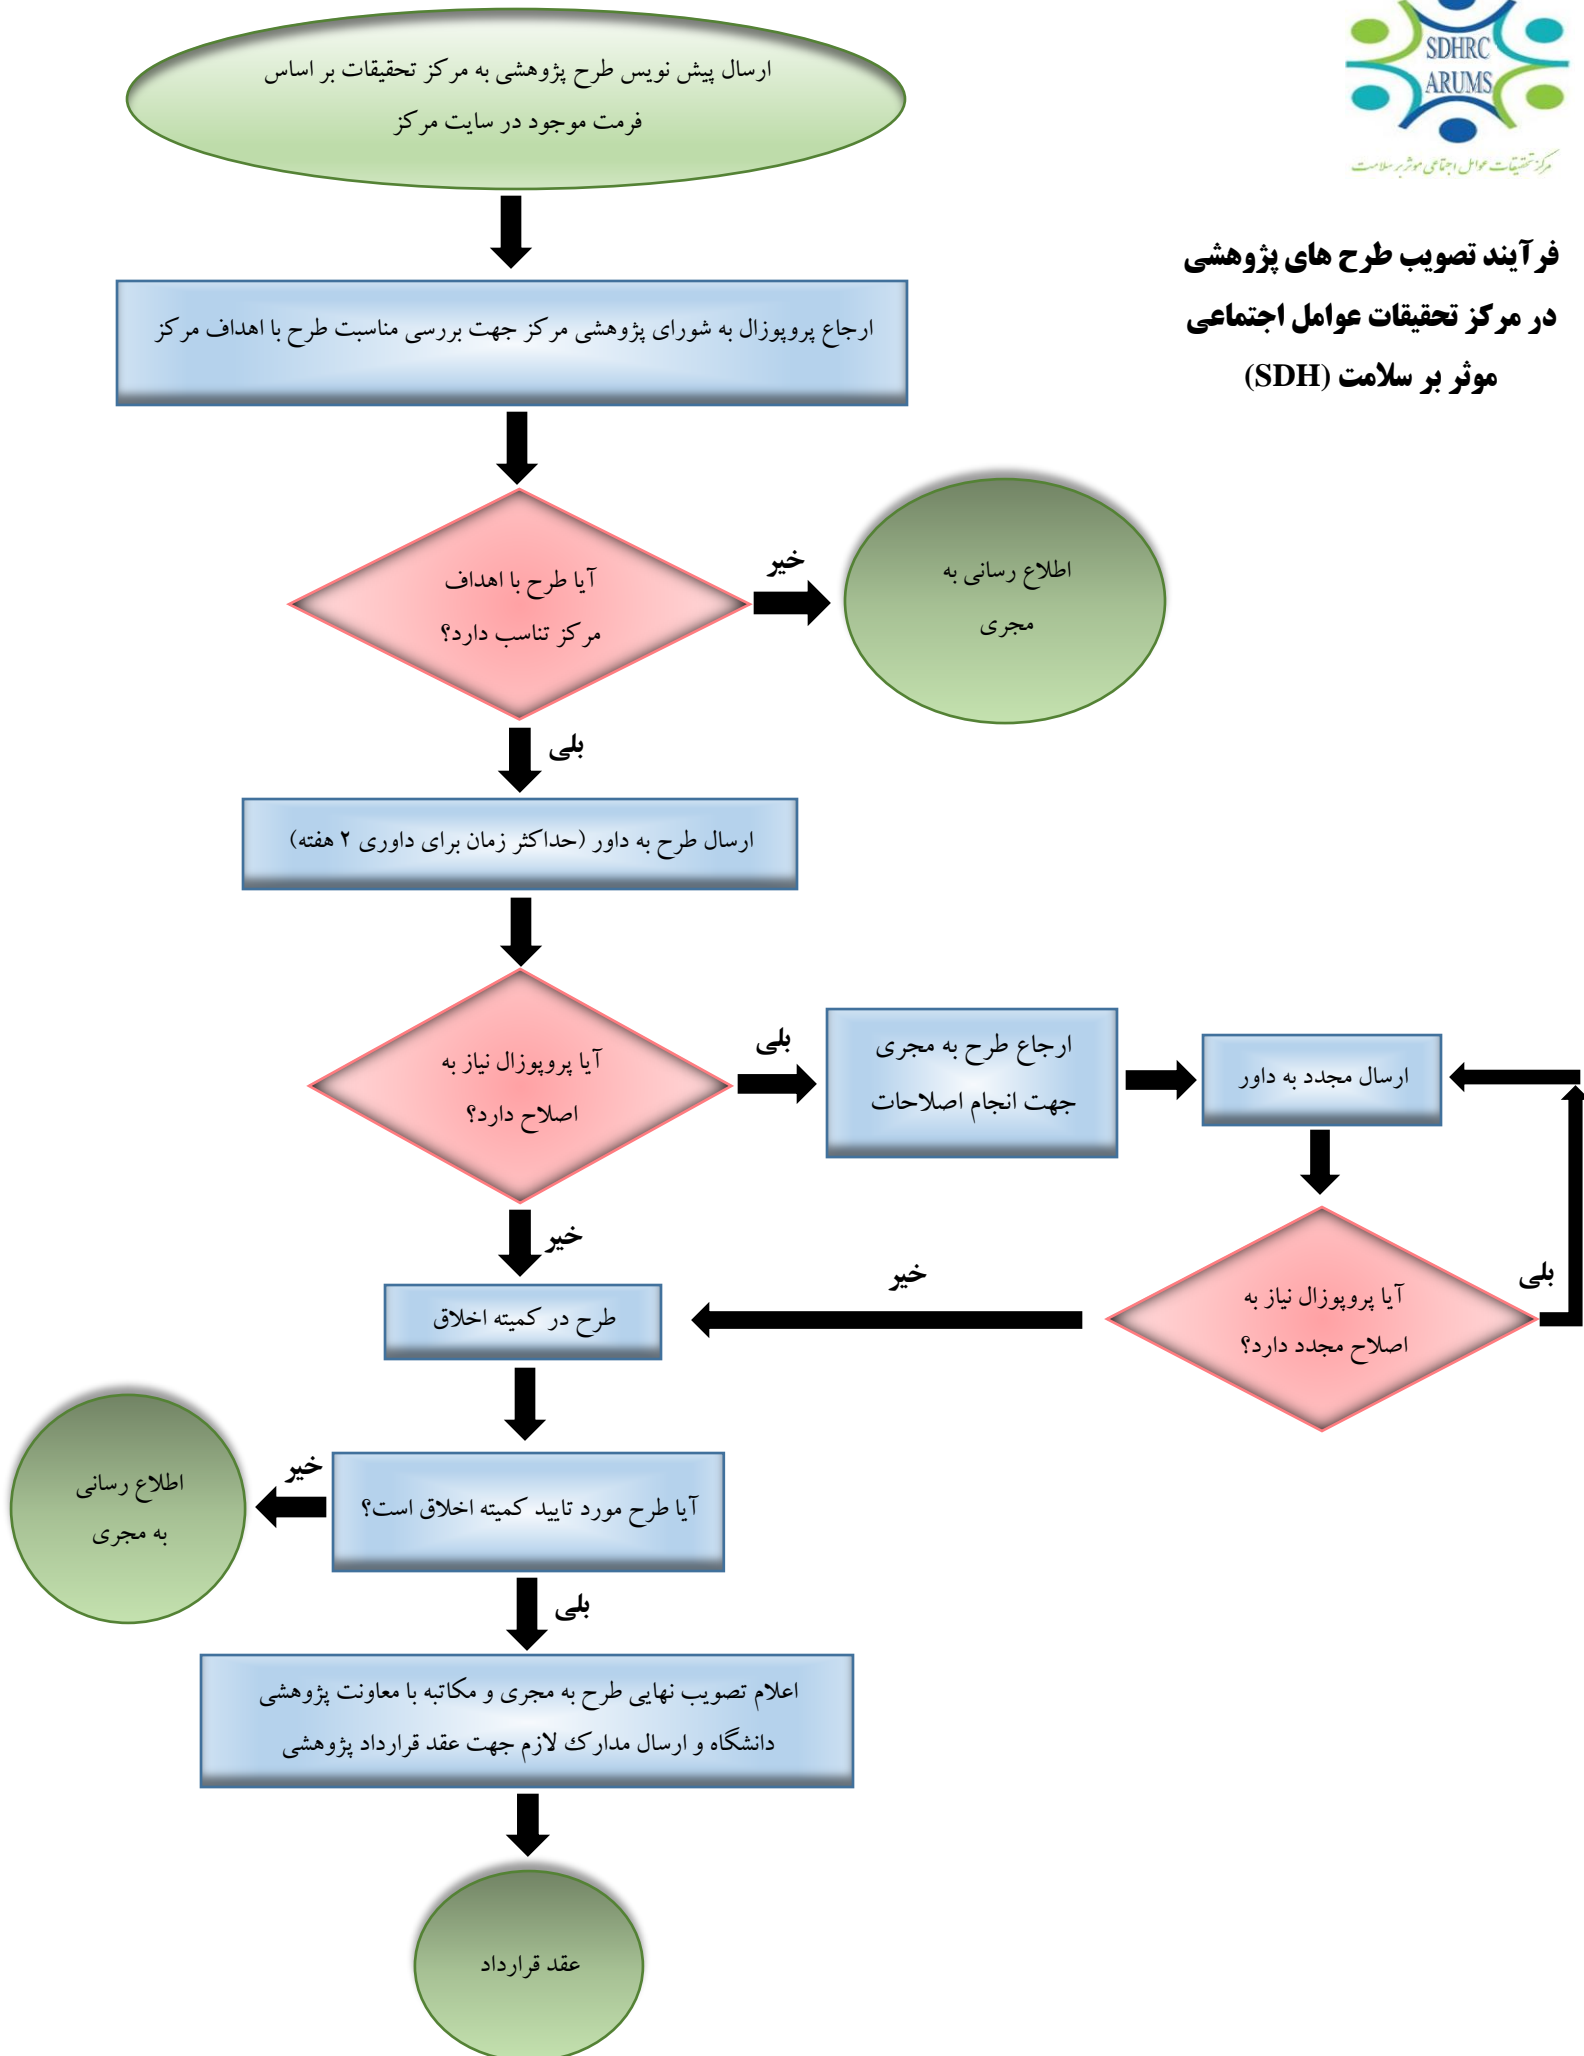 SDHRC
ARUMS
مرکز تحقیقات عوامل اجتماعی موثر بر سلامت
فرآیند تصویب طرح های پژوهشی
در مرکز تحقیقات عوامل اجتماعی
موثر بر سلامت (SDH)
ارسال پیش نویس طرح پژوهشی به مرکز تحقیقات بر اساس
فرمت موجود در سایت مرکز
ارجاع پروپوزال به شورای پژوهشی مرکز جهت بررسی مناسبت طرح با اهداف مرکز
آیا طرح با اهداف
مرکز تناسب دارد؟
خیر
اطلاع رسانی به
مجری
بلی
ارسال طرح به داور (حداکثر زمان برای داوری ۲ هفته)
آیا پروپوزال نیاز به
اصلاح دارد؟
بلی
ارجاع طرح به مجری
جهت انجام اصلاحات
ارسال مجدد به داور
خیر
آیا پروپوزال نیاز به
اصلاح مجدد دارد؟
بلی
خیر
طرح در کمیته اخلاق
آیا طرح مورد تایید کمیته اخلاق است؟
خیر
اطلاع رسانی
به مجری
بلی
اعلام تصویب نهایی طرح به مجری و مکاتبه با معاونت پژوهشی
دانشگاه و ارسال مدارک لازم جهت عقد قرارداد پژوهشی
عقد قرارداد